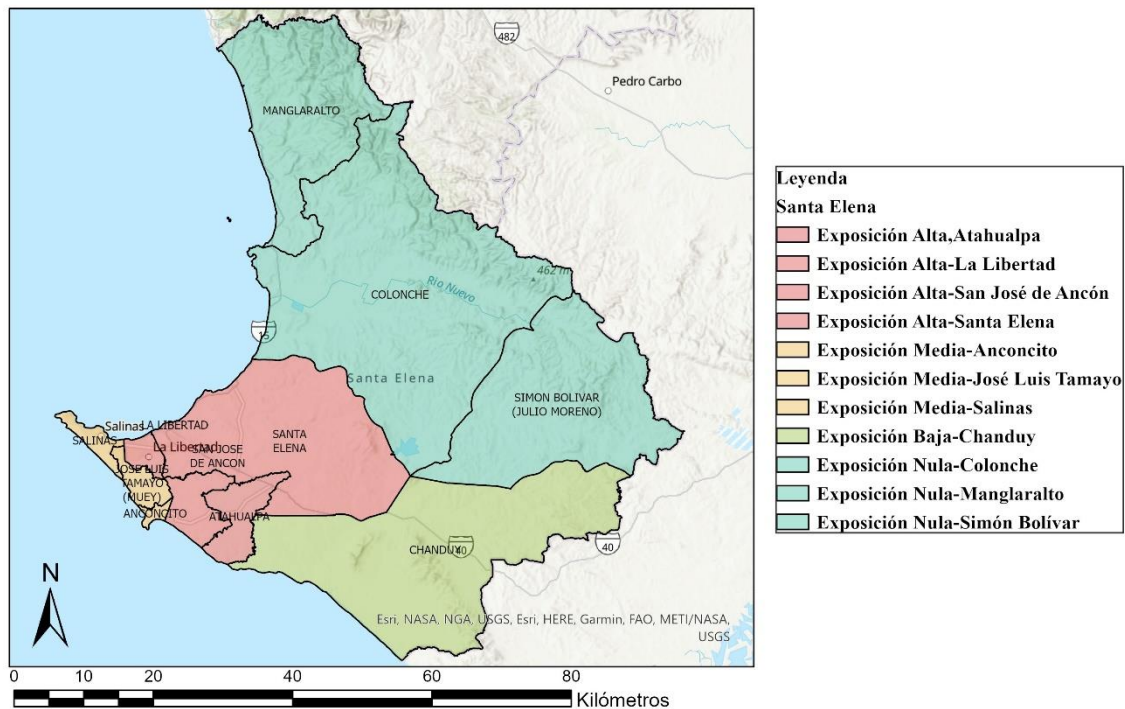 482
Pedro Carbo
MANGLARALTO
462 m
Rio Nuevo
COLONCHE
15
Santa Elena
SIMON BOLIVAR
(JULIO MORENO)
Salinas
LA LIBERTAD
SALINAS
La Libertad
SAN JOSE
DE ANCON
SANTA
ELENA
JOSE LUIS
TAMAYO
(MUEY)
ANCONCITO
ATAHUALPA
CHANDUY
40
40
N
Esri, NASA, NGA, USGS, Esri, HERE, Garmin, FAO, METI/NASA,
USGS
0 10 20 40 60 80
Kilómetros
Leyenda
Santa Elena
Exposición Alta,Atahualpa
Exposición Alta-La Libertad
Exposición Alta-San José de Ancón
Exposición Alta-Santa Elena
Exposición Media-Anconcito
Exposición Media-José Luis Tamayo
Exposición Media-Salinas
Exposición Baja-Chanduy
Exposición Nula-Colonche
Exposición Nula-Manglaralto
Exposición Nula-Simón Bolívar